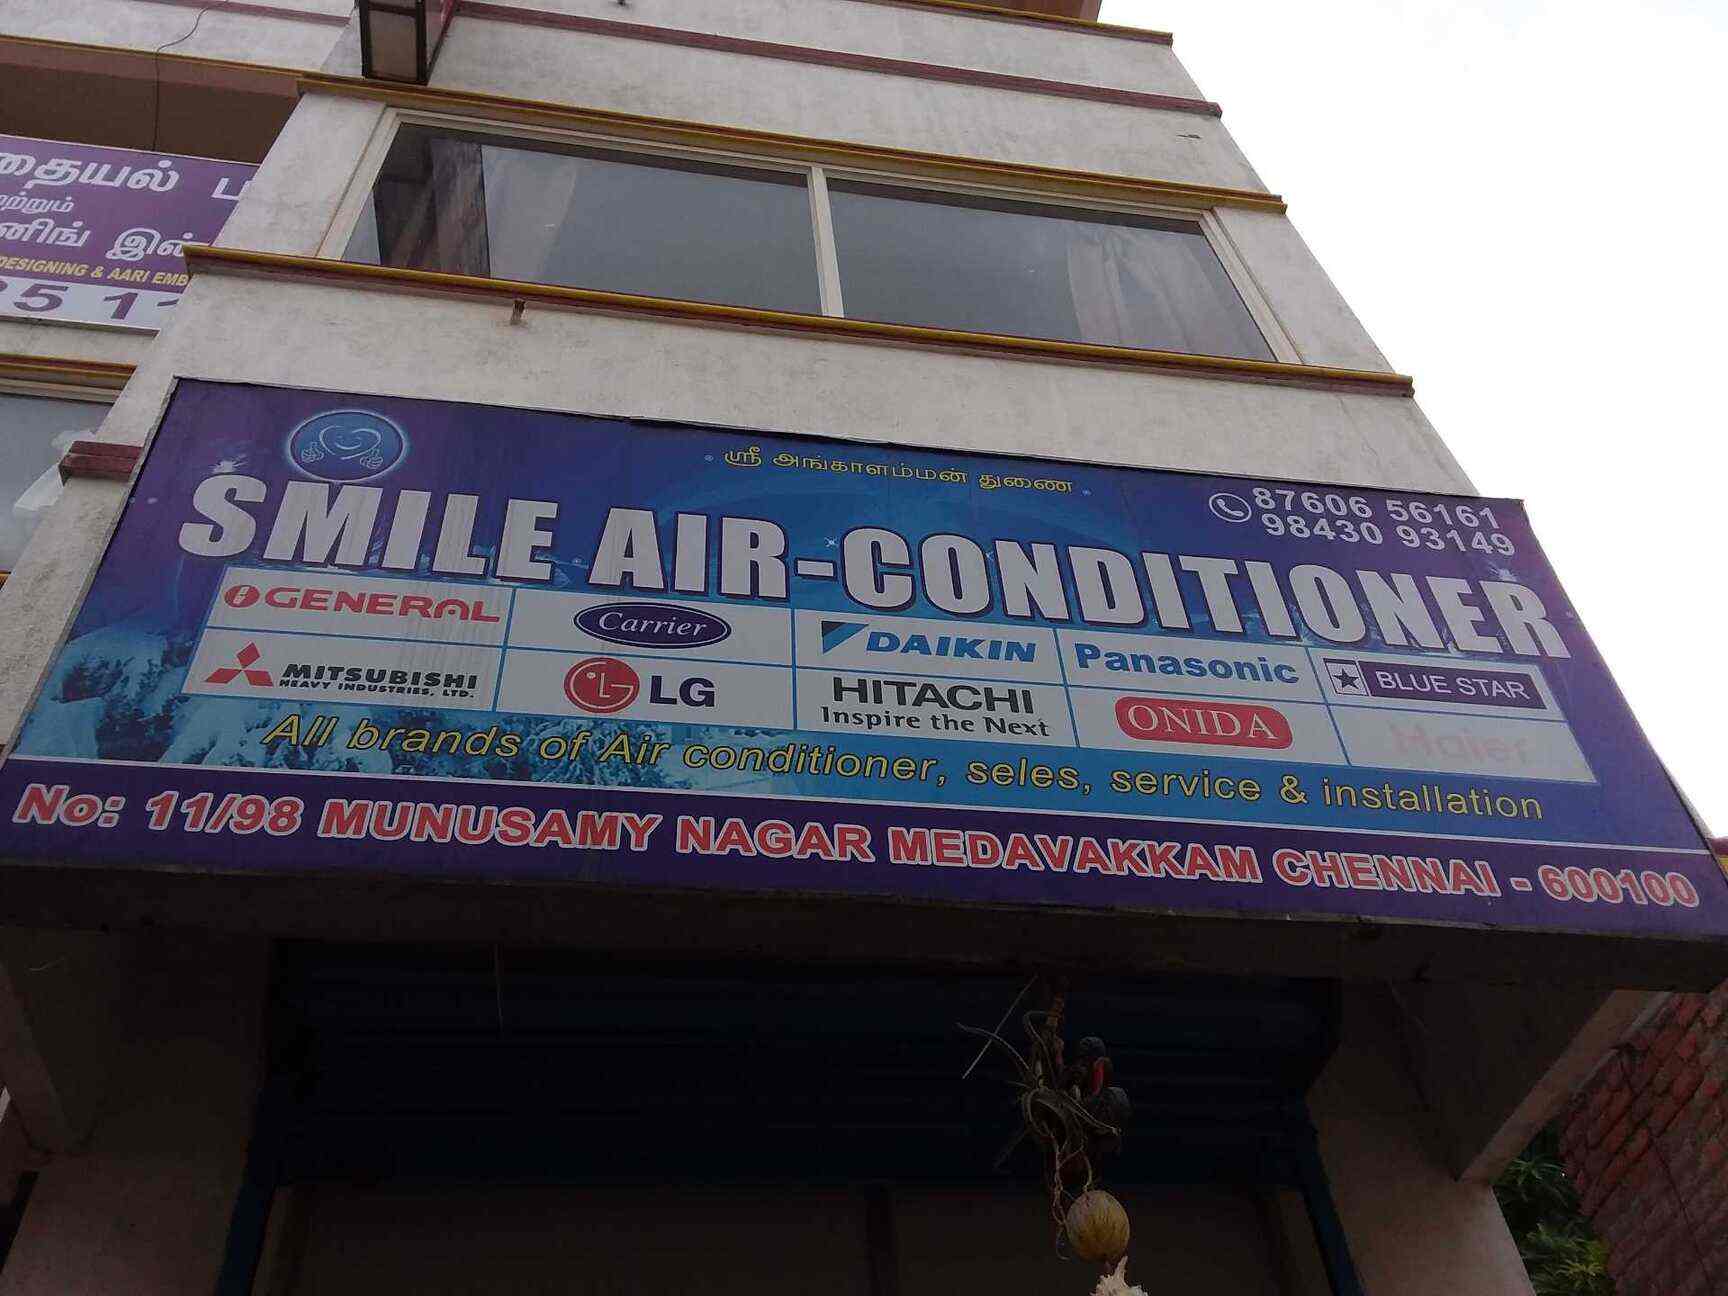 தையல்
மற்றும்
னிங்
DESIGNING & AARI
ஸ்ரீ அங்காளம்மன் துணை
87606 56161
98430 93149
SMILE AIR-CONDITIONER
GENERAL
Carrier
DAIKIN
Panasonic
BLUE STAR
MITSUBISHI
HEAVY INDUSTRIES, LTD.
LG
HITACHI
Inspire the Next
ONIDA
Haier
All brands of Air conditioner, seles, service & installation
No: 11/98 MUNUSAMY NAGAR MEDAVAKKAM CHENNAI - 600100